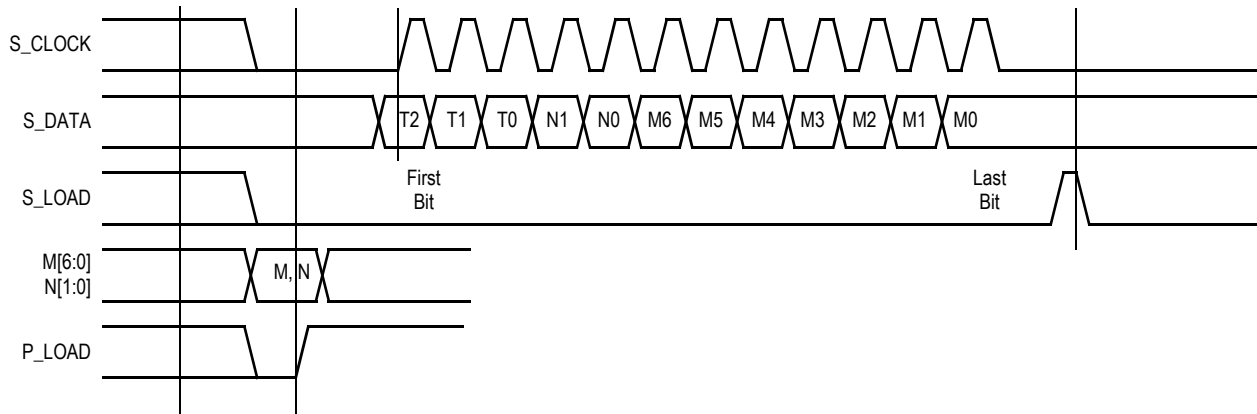 S_CLOCK
S_DATA
T2 T1 T0 N1 N0 M6 M5 M4 M3 M2 M1 M0
First
Bit
Last
Bit
S_LOAD
M[6:0]
N[1:0]
M, N
P_LOAD